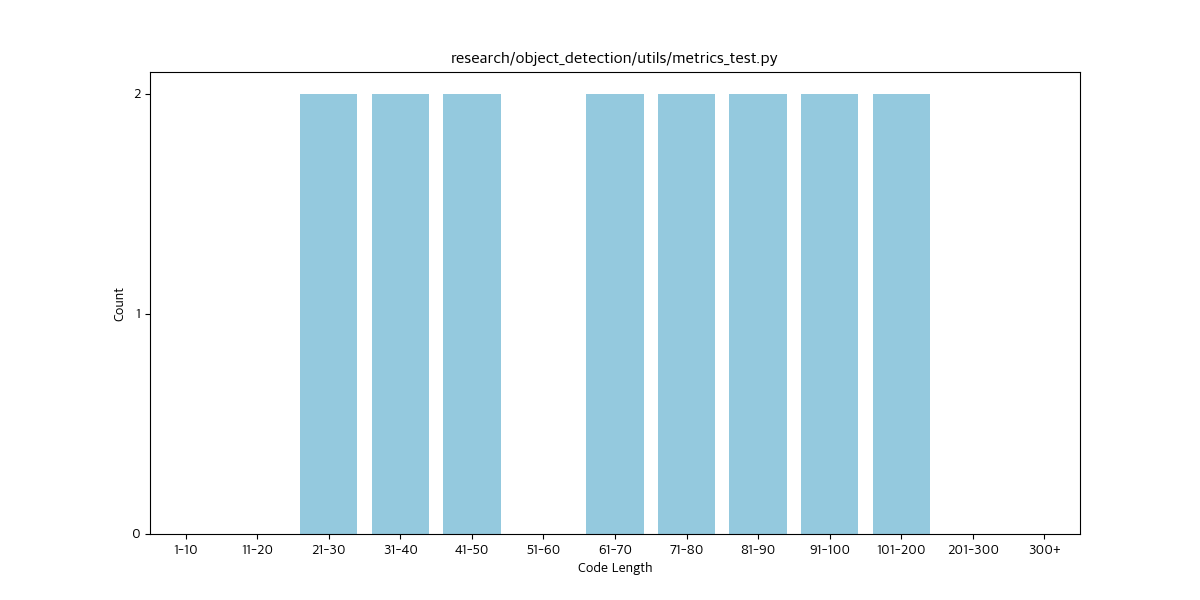 research/object_detection/utils/metrics_test.py
Count
2
1
0
1-10 11-20 21-30 31-40 41-50 51-60 61-70 71-80 81-90 91-100 101-200 201-300 300+
Code Length